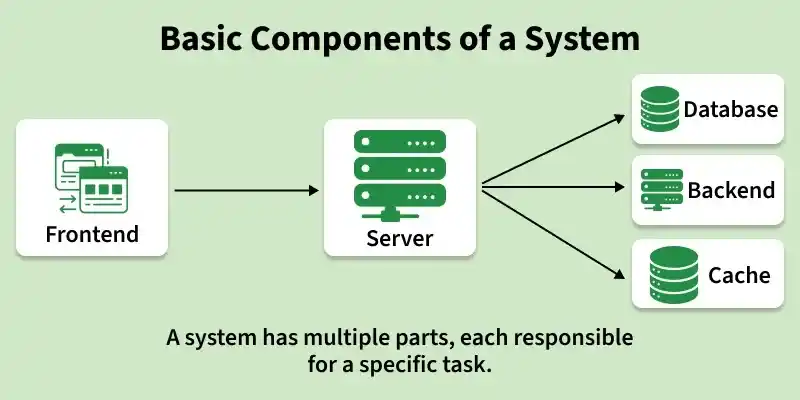 Basic Components of a System
Frontend
Server
Database
Backend
Cache
A system has multiple parts, each responsible
for a specific task.